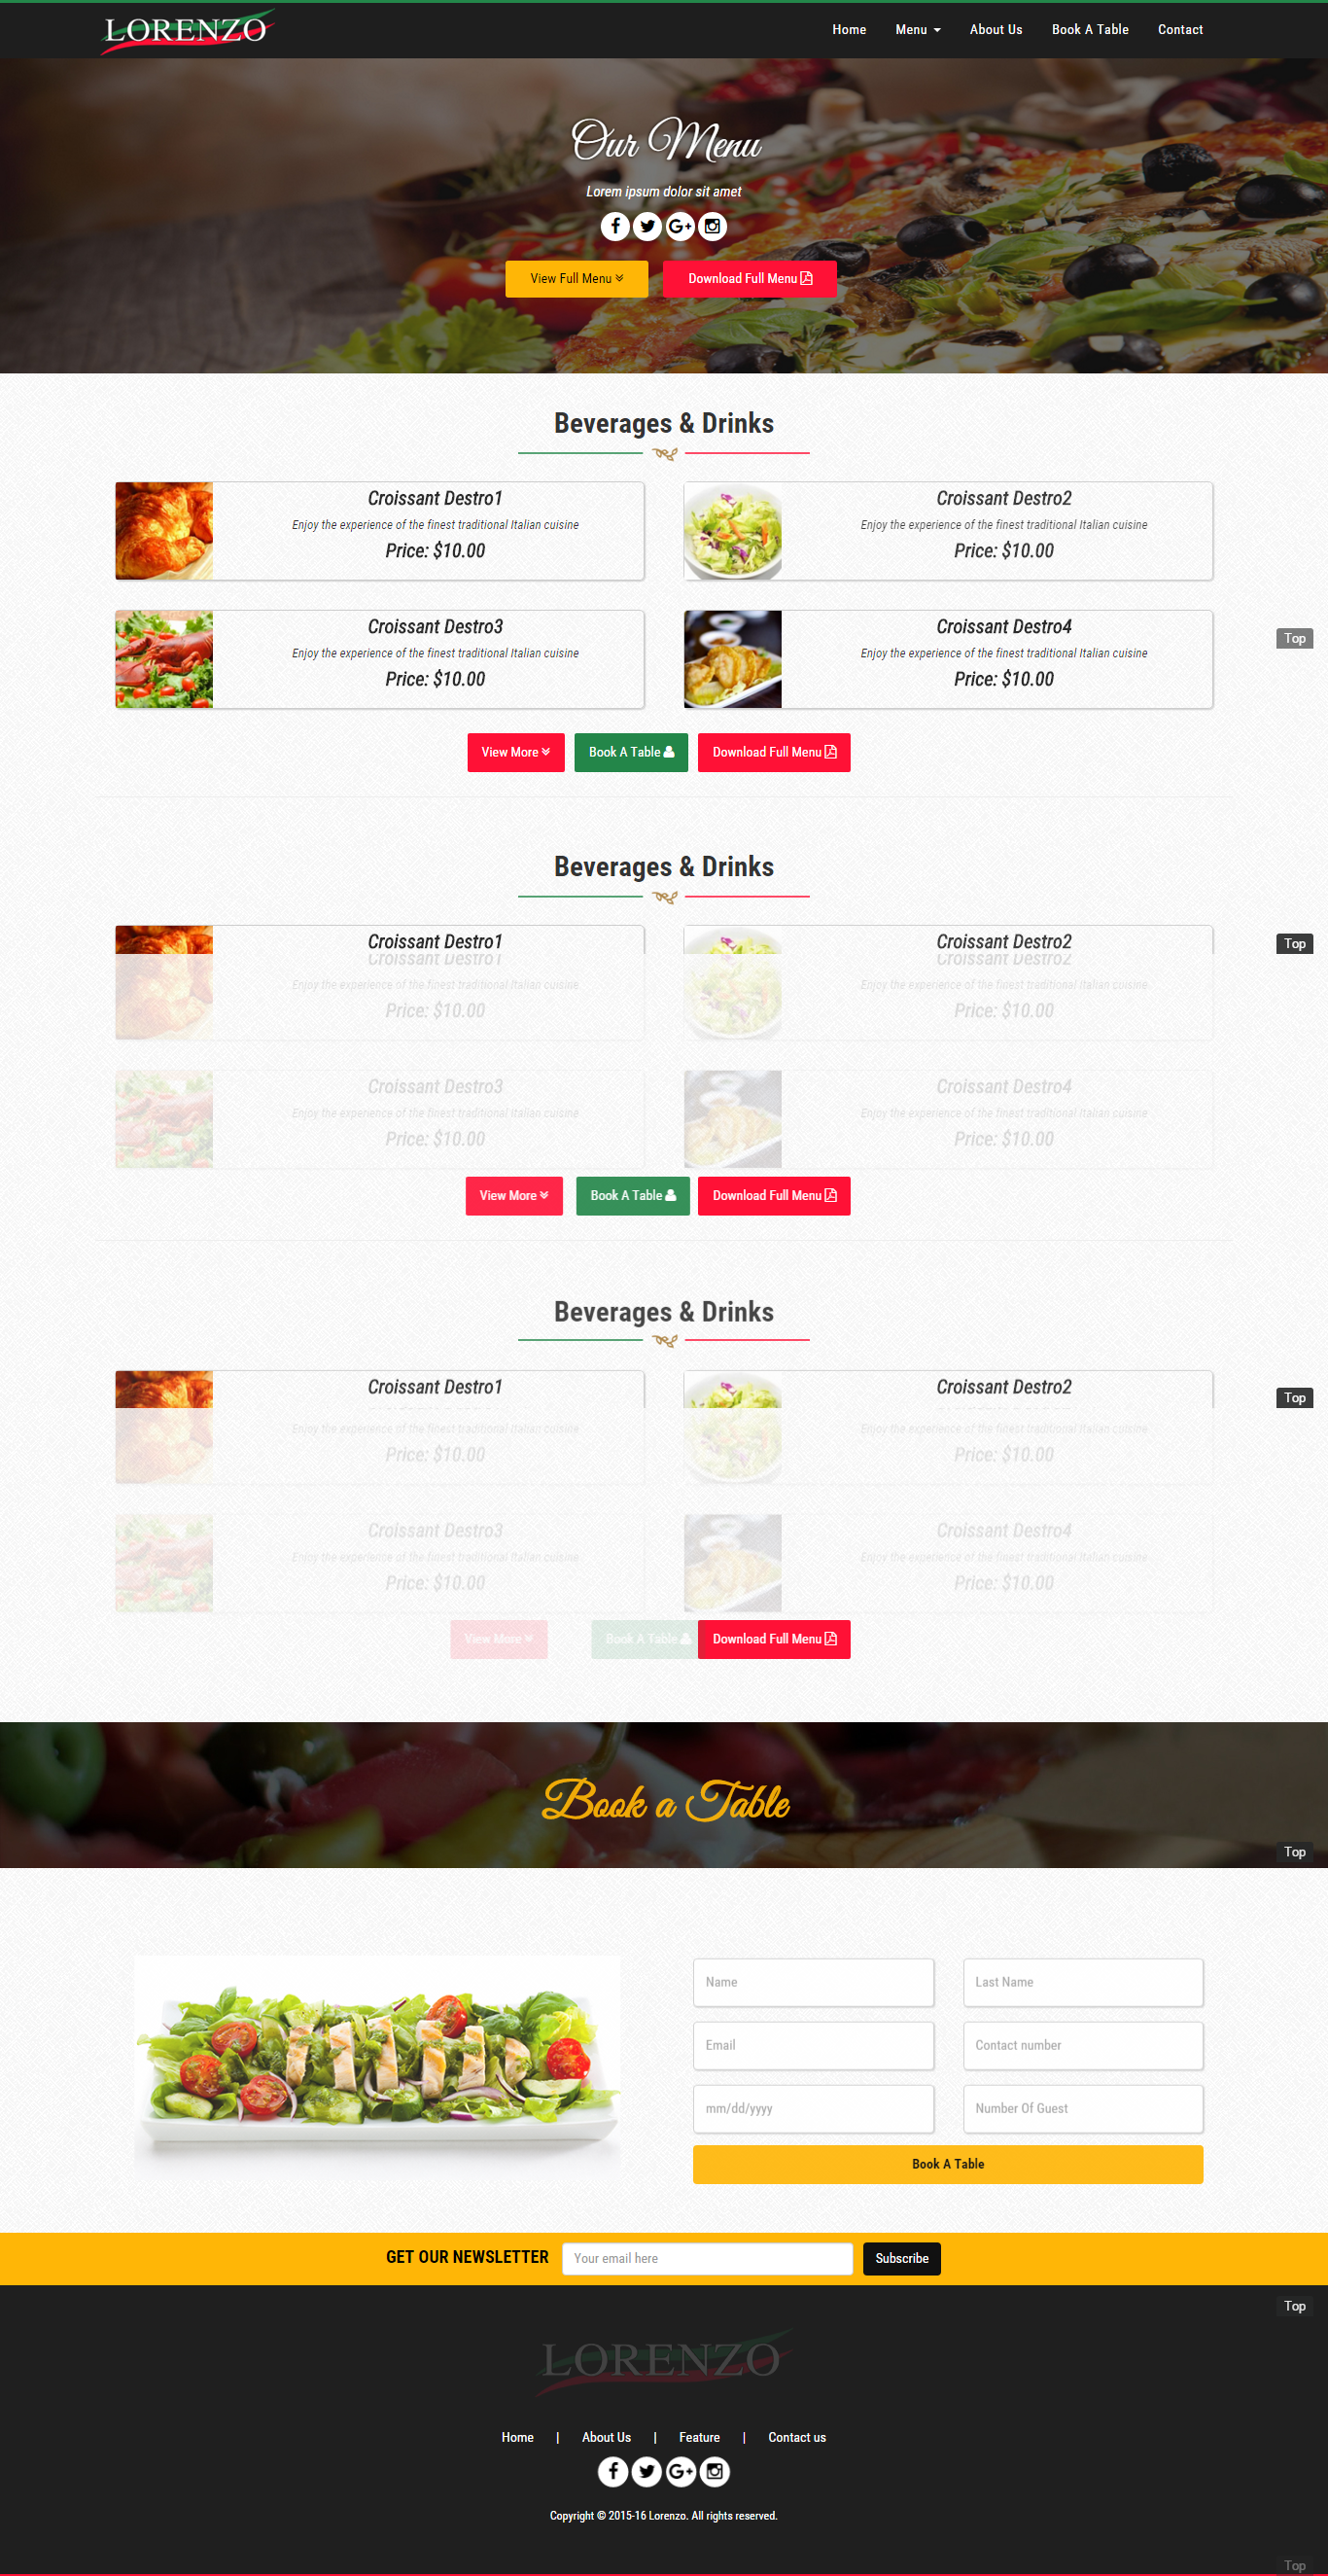 LORENZO
Home Menu About Us Book A Table Contact
Our Menu
Lorem ipsum dolor sit amet
View Full Menu Download Full Menu
Beverages & Drinks
Croissant Destro1
Enjoy the experience of the finest traditional Italian cuisine
Price: $10.00
Croissant Destro2
Enjoy the experience of the finest traditional Italian cuisine
Price: $10.00
Croissant Destro3
Enjoy the experience of the finest traditional Italian cuisine
Price: $10.00
Croissant Destro4
Enjoy the experience of the finest traditional Italian cuisine
Price: $10.00
Top
View More Book A Table Download Full Menu
Beverages & Drinks
Croissant Destro1
Croissant Destro1
Enjoy the experience of the finest traditional Italian cuisine
Price: $10.00
Croissant Destro2
Croissant Destro2
Enjoy the experience of the finest traditional Italian cuisine
Price: $10.00
Top
Croissant Destro3
Enjoy the experience of the finest traditional Italian cuisine
Price: $10.00
Croissant Destro4
Enjoy the experience of the finest traditional Italian cuisine
Price: $10.00
View More Book A Table Download Full Menu
Beverages & Drinks
Croissant Destro1
Enjoy the experience of the finest traditional Italian cuisine
Price: $10.00
Croissant Destro2
Enjoy the experience of the finest traditional Italian cuisine
Price: $10.00
Top
Croissant Destro3
Enjoy the experience of the finest traditional Italian cuisine
Price: $10.00
Croissant Destro4
Enjoy the experience of the finest traditional Italian cuisine
Price: $10.00
View More Book A Table Download Full Menu
Book a Table
Top
Name Last Name
Email Contact number
mm/dd/yyyy Number Of Guest
Book A Table
GET OUR NEWSLETTER Your email here Subscribe
Top
LORENZO
Home | About Us | Feature | Contact us
Copyright © 2015-16 Lorenzo. All rights reserved.
Top